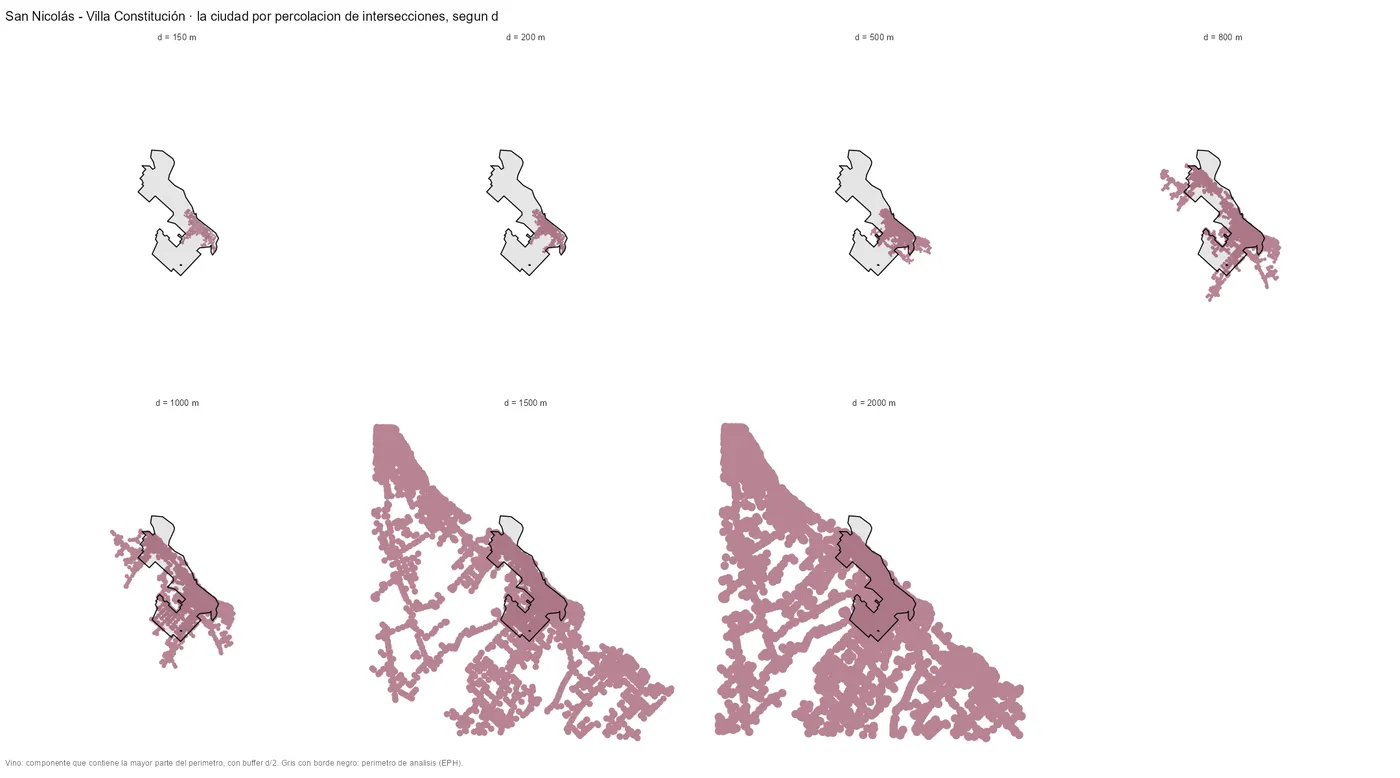 San Nicolás - Villa Constitución · la ciudad por percolacion de intersecciones, segun d
d = 150 m
d = 200 m
d = 500 m
d = 800 m
d = 1000 m
d = 1500 m
d = 2000 m
Vino: componente que contiene la mayor parte del perimetro, con buffer d/2. Gris con borde negro: perimetro de analisis (EPH).